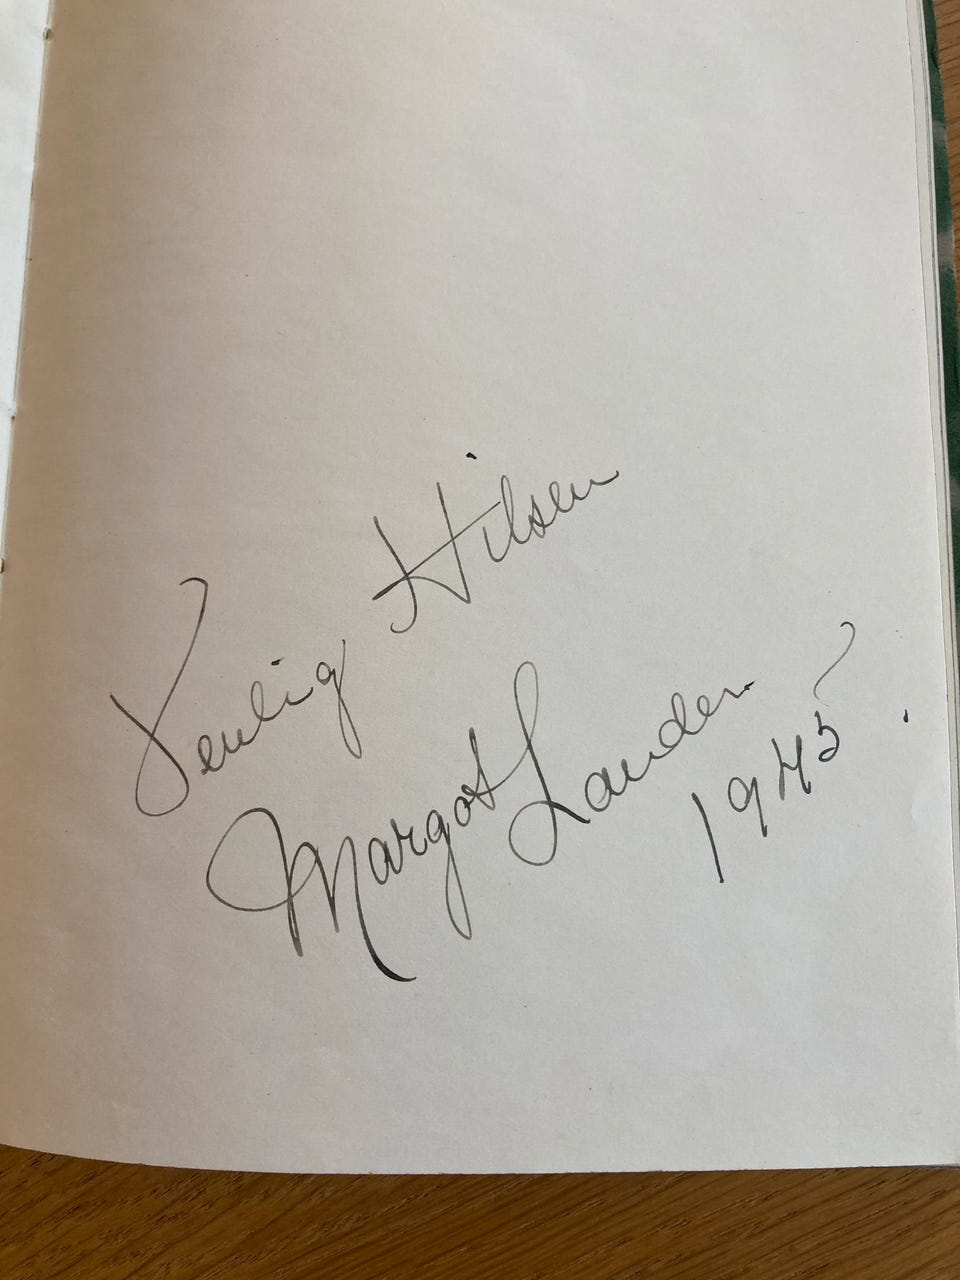 Venlig Hilsen
Margot Lander
1945.